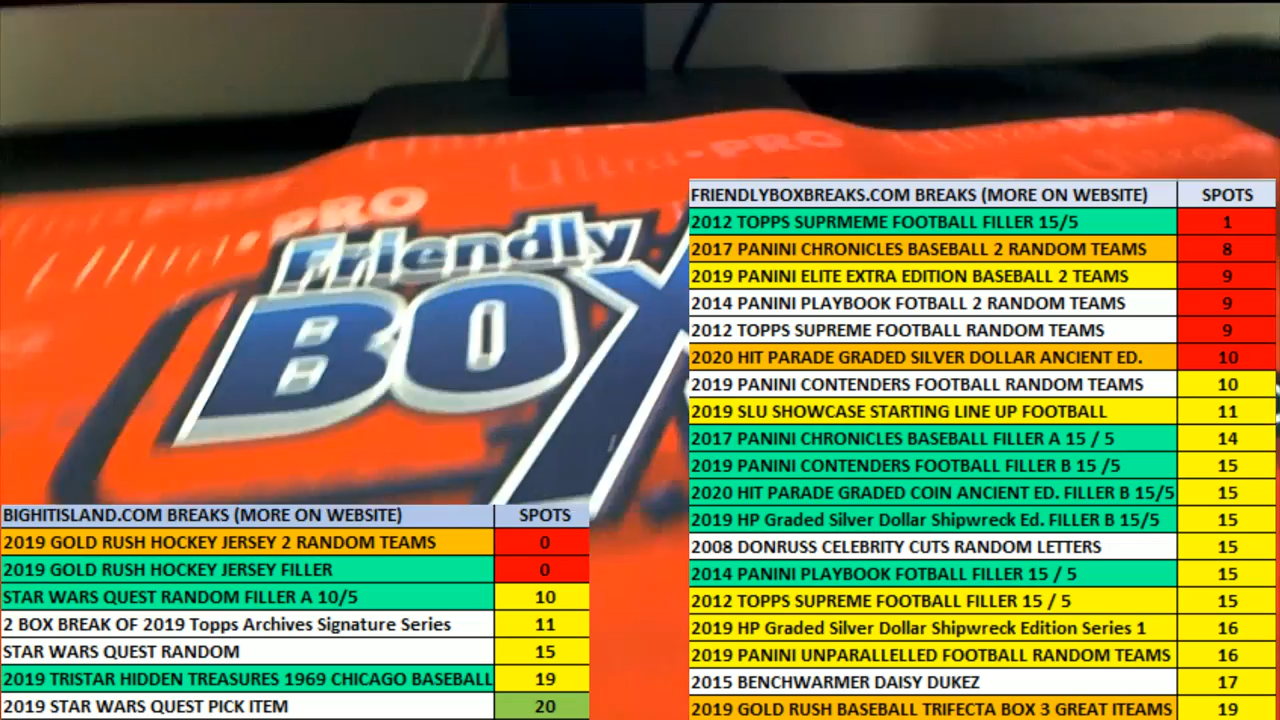 Ultra•PRO
Ultra•PRO
PRO
Friendly
BOX
FRIENDLYBOXBREAKS.COM BREAKS (MORE ON WEBSITE) SPOTS
2012 TOPPS SUPRMEME FOOTBALL FILLER 15/5 1
2017 PANINI CHRONICLES BASEBALL 2 RANDOM TEAMS 8
2019 PANINI ELITE EXTRA EDITION BASEBALL 2 TEAMS 9
2014 PANINI PLAYBOOK FOTBALL 2 RANDOM TEAMS 9
2012 TOPPS SUPREME FOOTBALL RANDOM TEAMS 9
2020 HIT PARADE GRADED SILVER DOLLAR ANCIENT ED. 10
2019 PANINI CONTENDERS FOOTBALL RANDOM TEAMS 10
2019 SLU SHOWCASE STARTING LINE UP FOOTBALL 11
2017 PANINI CHRONICLES BASEBALL FILLER A 15 / 5 14
2019 PANINI CONTENDERS FOOTBALL FILLER B 15 /5 15
2020 HIT PARADE GRADED COIN ANCIENT ED. FILLER B 15/5 15
2019 HP Graded Silver Dollar Shipwreck Ed. FILLER B 15/5 15
2008 DONRUSS CELEBRITY CUTS RANDOM LETTERS 15
2014 PANINI PLAYBOOK FOTBALL FILLER 15 / 5 15
2012 TOPPS SUPREME FOOTBALL FILLER 15 / 5 15
2019 HP Graded Silver Dollar Shipwreck Edition Series 1 16
2019 PANINI UNPARALLELLED FOOTBALL RANDOM TEAMS 16
2015 BENCHWARMER DAISY DUKEZ 17
2019 GOLD RUSH BASEBALL TRIFECTA BOX 3 GREAT ITEAMS 19
BIGHITISLAND.COM BREAKS (MORE ON WEBSITE) SPOTS
2019 GOLD RUSH HOCKEY JERSEY 2 RANDOM TEAMS 0
2019 GOLD RUSH HOCKEY JERSEY FILLER 0
STAR WARS QUEST RANDOM FILLER A 10/5 10
2 BOX BREAK OF 2019 Topps Archives Signature Series 11
STAR WARS QUEST RANDOM 15
2019 TRISTAR HIDDEN TREASURES 1969 CHICAGO BASEBALL 19
2019 STAR WARS QUEST PICK ITEM 20